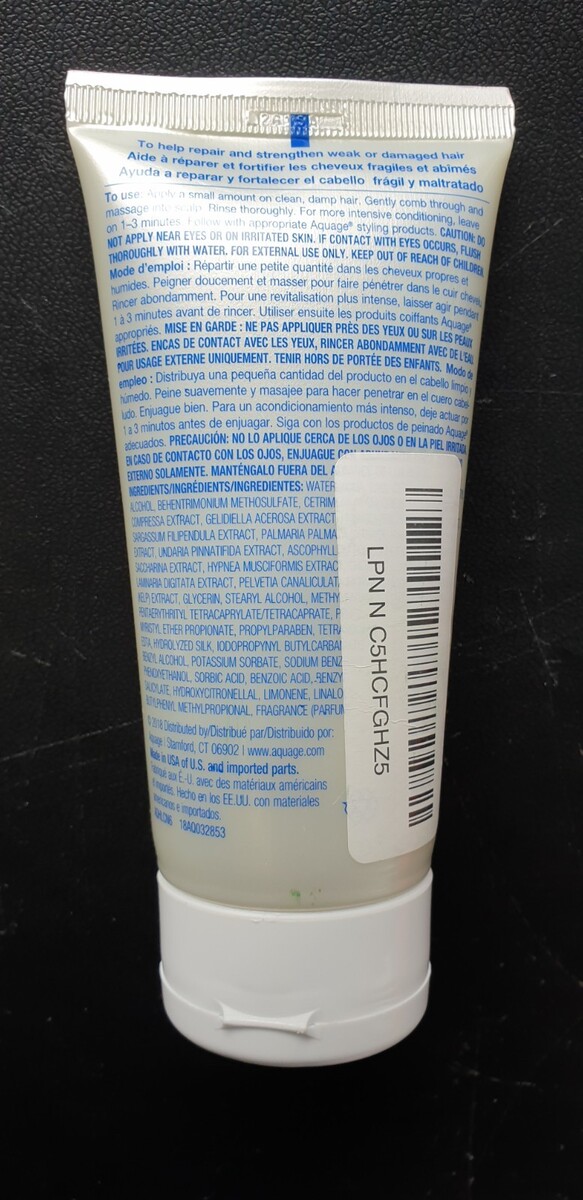 To help repair and strengthen weak or damaged hair
Aide à réparer et fortifier les cheveux fragiles et abîmés
Ayuda a reparar y fortalecer el cabello frágil y maltratado
To use: Apply a small amount on clean, damp hair. Gently comb through and
massage into scalp. Rinse thoroughly. For more intensive conditioning, leave
on 1–3 minutes. Follow with appropriate Aquage® styling products. CAUTION: DO
NOT APPLY NEAR EYES OR ON IRRITATED SKIN. IF CONTACT WITH EYES OCCURS, FLUSH
THOROUGHLY WITH WATER. FOR EXTERNAL USE ONLY. KEEP OUT OF REACH OF CHILDREN
Mode d'emploi : Répartir une petite quantité dans les cheveux propres et
humides. Peigner doucement et masser pour faire pénétrer dans le cuir chevelu
Rincer abondamment. Pour une revitalisation plus intense, laisser agir pendant
1 à 3 minutes avant de rincer. Utiliser ensuite les produits coiffants Aquage®
appropriés. MISE EN GARDE : NE PAS APPLIQUER PRÈS DES YEUX OU SUR LES PEAUX
IRRITÉES. ENCAS DE CONTACT AVEC LES YEUX, RINCER ABONDAMMENT AVEC DE L'EAU
POUR USAGE EXTERNE UNIQUEMENT. TENIR HORS DE PORTÉE DES ENFANTS. Modo de
empleo : Distribuya una pequeña cantidad del producto en el cabello limpio y
húmedo. Peine suavemente y masajee para hacer penetrar en el cuero cabe-
ludo. Enjuague bien. Para un acondicionamiento más intenso, deje actuar por
1 a 3 minutos antes de enjuagar. Siga con los productos de peinado Aquage®
adecuados. PRECAUCIÓN: NO LO APLIQUE CERCA DE LOS OJOS O EN LA PIEL IRRITADA
EN CASO DE CONTACTO CON LOS OJOS, ENJUAGUE CON
EXTERNO SOLAMENTE. MANTÉNGALO FUERA DEL A
INGREDIENTS/INGRÉDIENTS/INGREDIENTES: WATER
ALCOHOL, BEHENTRIMONIUM METHOSULFATE, CETRIM
COMPRESSA EXTRACT, GELIDIELLA ACEROSA EXTRACT
SARGASSUM FILIPENDULA EXTRACT, PALMARIA PALMA
EXTRACT, UNDARIA PINNATIFIDA EXTRACT, ASCOPHYLL
SACCHARINA EXTRACT, HYPNEA MUSCIFORMIS EXTRAC
LAMINARIA DIGITATA EXTRACT, PELVETIA CANALICULAT
KELP) EXTRACT, GLYCERIN, STEARYL ALCOHOL, METHY
PENTAERYTHRITYL TETRACAPRYLATE/TETRACAPRATE, P
MYRISTYL ETHER PROPIONATE, PROPYLPARABEN, TETRA
EDTA, HYDROLYZED SILK, IODOPROPYNYL BUTYLCARBA
BENZYL ALCOHOL, POTASSIUM SORBATE, SODIUM BENZ
PHENOXYETHANOL, SORBIC ACID, BENZOIC ACID, BENZY
SALICYLATE, HYDROXYCITRONELLAL, LIMONENE, LINALO
BUTYLPHENYL METHYLPROPIONAL, FRAGRANCE (PARFUM
© 2018 Distributed by/Distribué par/Distribuido por:
Aquage | Stamford, CT 06902 | www.aquage.com
Made in USA of U.S. and imported parts.
Fabriqué aux É.-U. avec des matériaux américains
et importés. Hecho en los EE.UU. con materiales
americanos e importados.
18AQ032853
LPN N C5HCFGHZ5